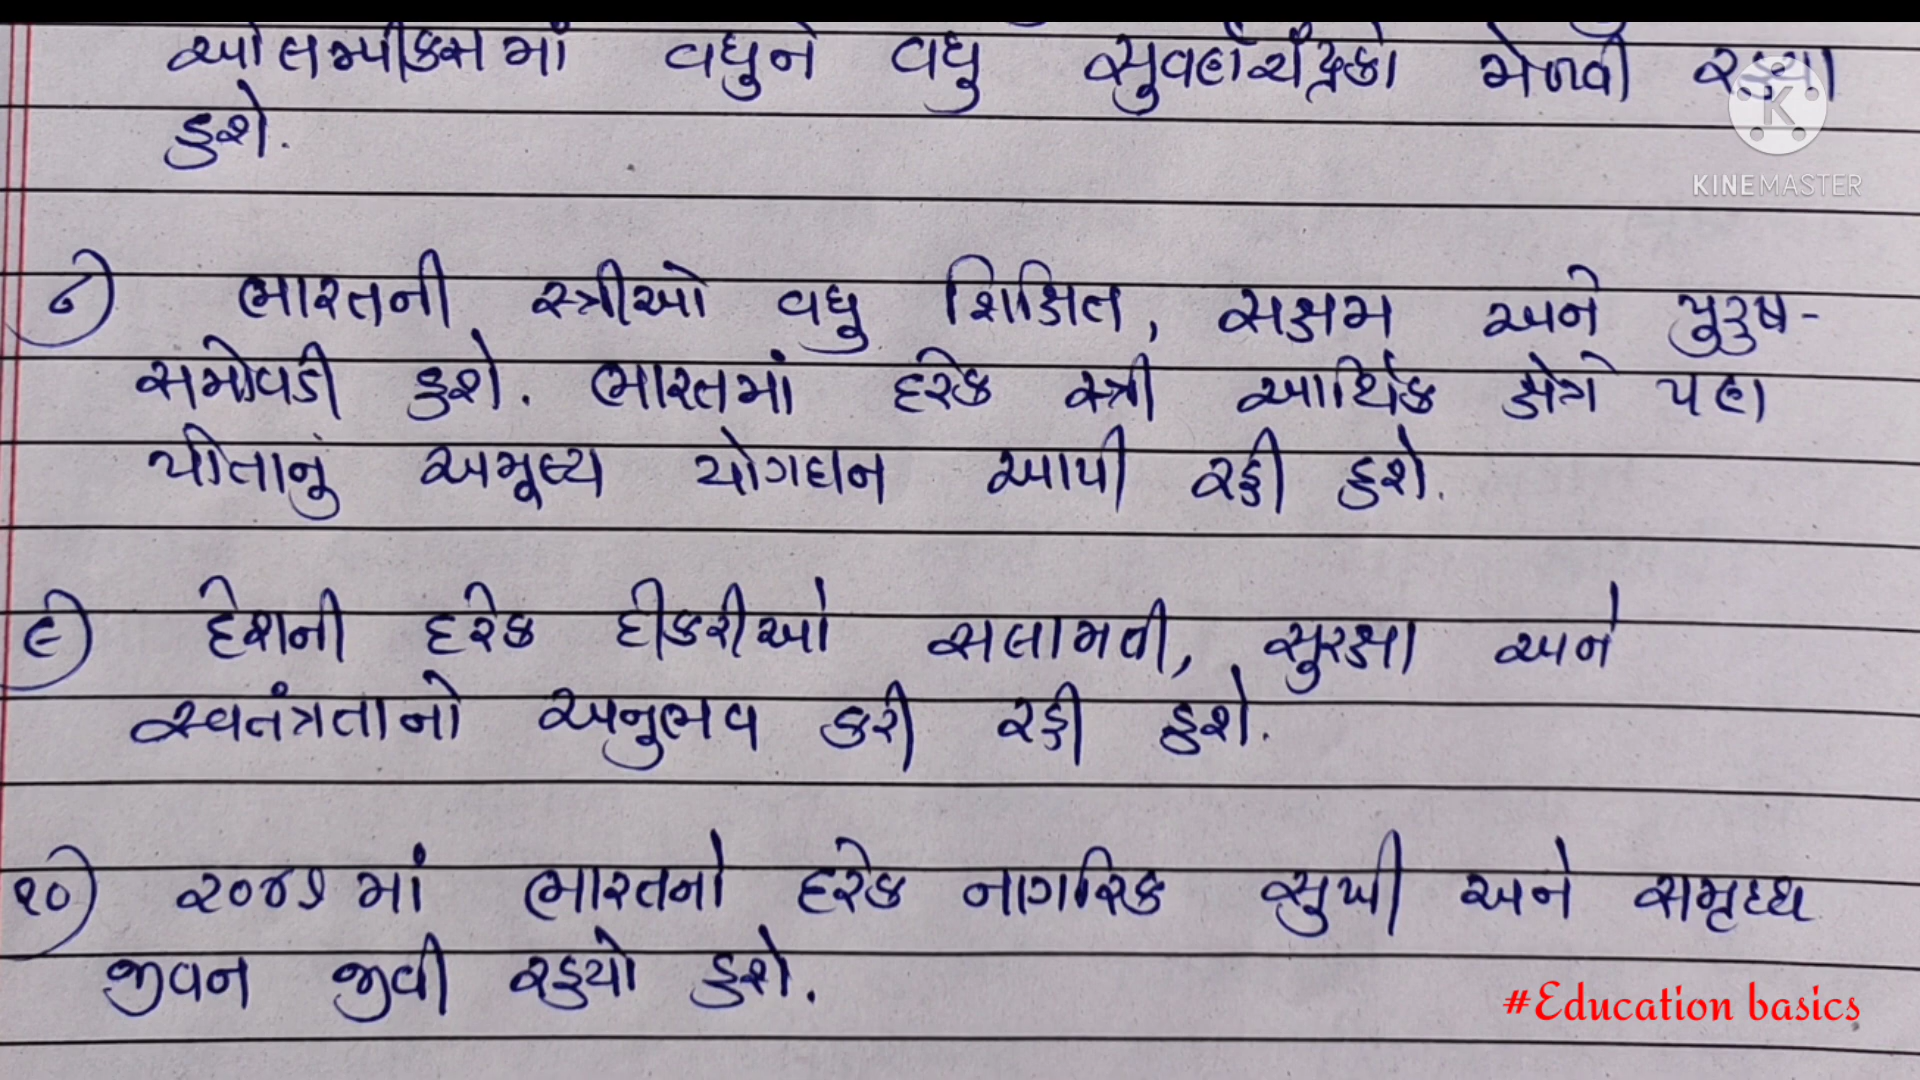 ઓલમ્પીકસમાં વધુને વધુ સુવર્ણચંદ્રકો મેળવી રહ્યા
હશે.
KINEMASTER
૮) ભારતની સ્ત્રીઓ વધુ શિક્ષિત, સક્ષમ અને પુરુષ-
સમોવડી હશે. ભારતમાં દરેક સ્ત્રી આર્થિક ક્ષેત્રે પણ
પોતાનું અમૂલ્ય યોગદાન આપી રહી હશે.
૯) દેશની દરેક દીકરીઓ સલામતી, સુરક્ષા અને
સ્વતંત્રતાનો અનુભવ કરી રહી હશે.
૧૦) ૨૦૪૭ માં ભારતનો દરેક નાગરિક સુખી અને સમૃધ્ધ
જીવન જીવી રહ્યો હશે.
#Education basics